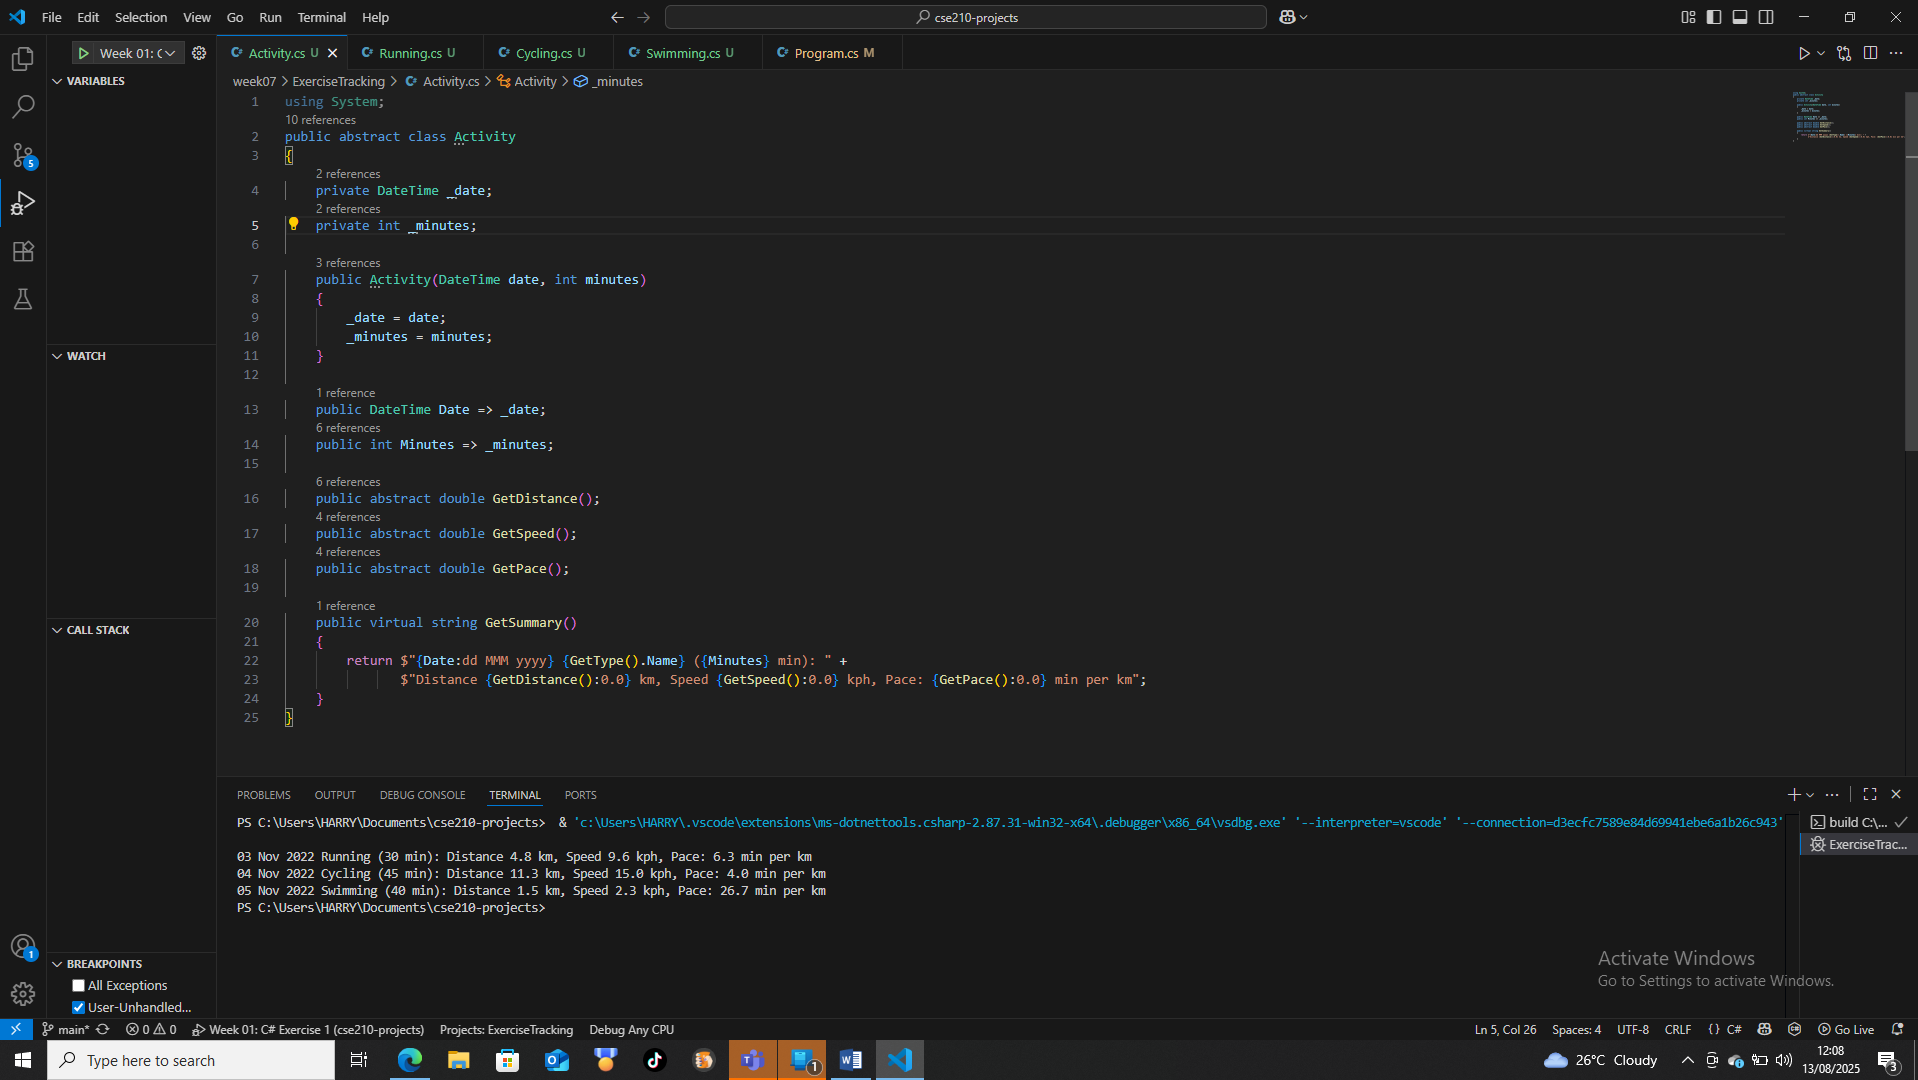 File Edit Selection View Go Run Terminal Help
cse210-projects
Week 01: C
Activity.cs U
Running.cs U
Cycling.cs U
Swimming.cs U
Program.cs M
VARIABLES
week07 > ExerciseTracking > Activity.cs > Activity > _minutes
1 using System;
10 references
2 public abstract class Activity
3 {
2 references
4 private DateTime _date;
2 references
5 private int _minutes;
6
3 references
7 public Activity(DateTime date, int minutes)
8 {
9 _date = date;
10 _minutes = minutes;
11 }
12
1 reference
13 public DateTime Date => _date;
6 references
14 public int Minutes => _minutes;
15
6 references
16 public abstract double GetDistance();
4 references
17 public abstract double GetSpeed();
4 references
18 public abstract double GetPace();
19
1 reference
20 public virtual string GetSummary()
21 {
22 return $"{Date:dd MMM yyyy} {GetType().Name} ({Minutes} min): " +
23 $"Distance {GetDistance():0.0} km, Speed {GetSpeed():0.0} kph, Pace: {GetPace():0.0} min per km";
24 }
25 }
WATCH
CALL STACK
BREAKPOINTS
All Exceptions
User-Unhandled...
PROBLEMS OUTPUT DEBUG CONSOLE TERMINAL PORTS
PS C:\Users\HARRY\Documents\cse210-projects> & 'c:\Users\HARRY\.vscode\extensions\ms-dotnettools.csharp-2.87.31-win32-x64\.debugger\x86_64\vsdbg.exe' '--interpreter=vscode' '--connection=d3ecfc7589e84d69941ebe6a1b26c943'
03 Nov 2022 Running (30 min): Distance 4.8 km, Speed 9.6 kph, Pace: 6.3 min per km
04 Nov 2022 Cycling (45 min): Distance 11.3 km, Speed 15.0 kph, Pace: 4.0 min per km
05 Nov 2022 Swimming (40 min): Distance 1.5 km, Speed 2.3 kph, Pace: 26.7 min per km
PS C:\Users\HARRY\Documents\cse210-projects>
build C:\...
ExerciseTrac...
Activate Windows
Go to Settings to activate Windows.
5
1
main* 0 0 Week 01: C# Exercise 1 (cse210-projects) Projects: ExerciseTracking Debug Any CPU
Ln 5, Col 26 Spaces: 4 UTF-8 CRLF {} C# Go Live
Type here to search
1
26°C Cloudy
12:08
13/08/2025
3